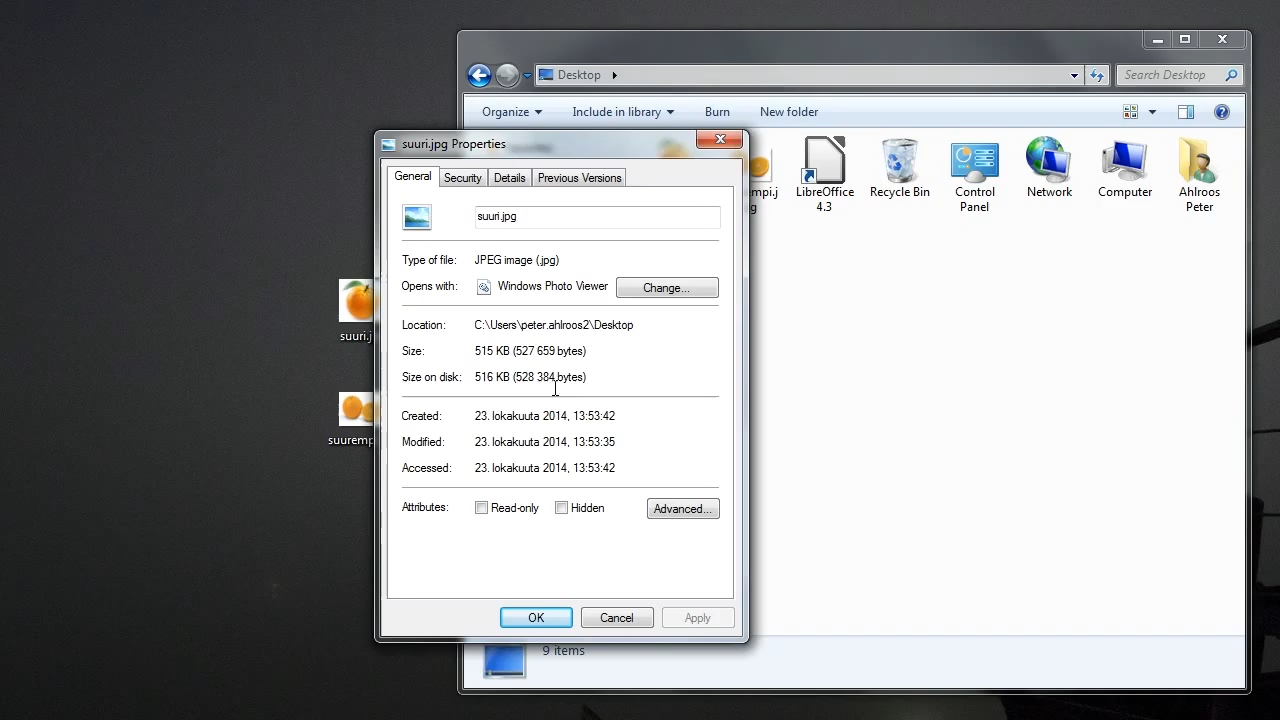 Desktop
Search Desktop
Organize
Include in library
Burn
New folder
suuri.jpg Properties
General
Security
Details
Previous Versions
suuri.jpg
Type of file:
JPEG image (.jpg)
Opens with:
Windows Photo Viewer
Change...
Location:
C:\Users\peter.ahlroos2\Desktop
Size:
515 KB (527 659 bytes)
Size on disk:
516 KB (528 384 bytes)
Created:
23. lokakuuta 2014, 13:53:42
Modified:
23. lokakuuta 2014, 13:53:35
Accessed:
23. lokakuuta 2014, 13:53:42
Attributes:
Read-only
Hidden
Advanced...
OK
Cancel
Apply
suuri.j
suuremp
empi.j
g
LibreOffice
4.3
Recycle Bin
Control
Panel
Network
Computer
Ahlroos
Peter
9 items